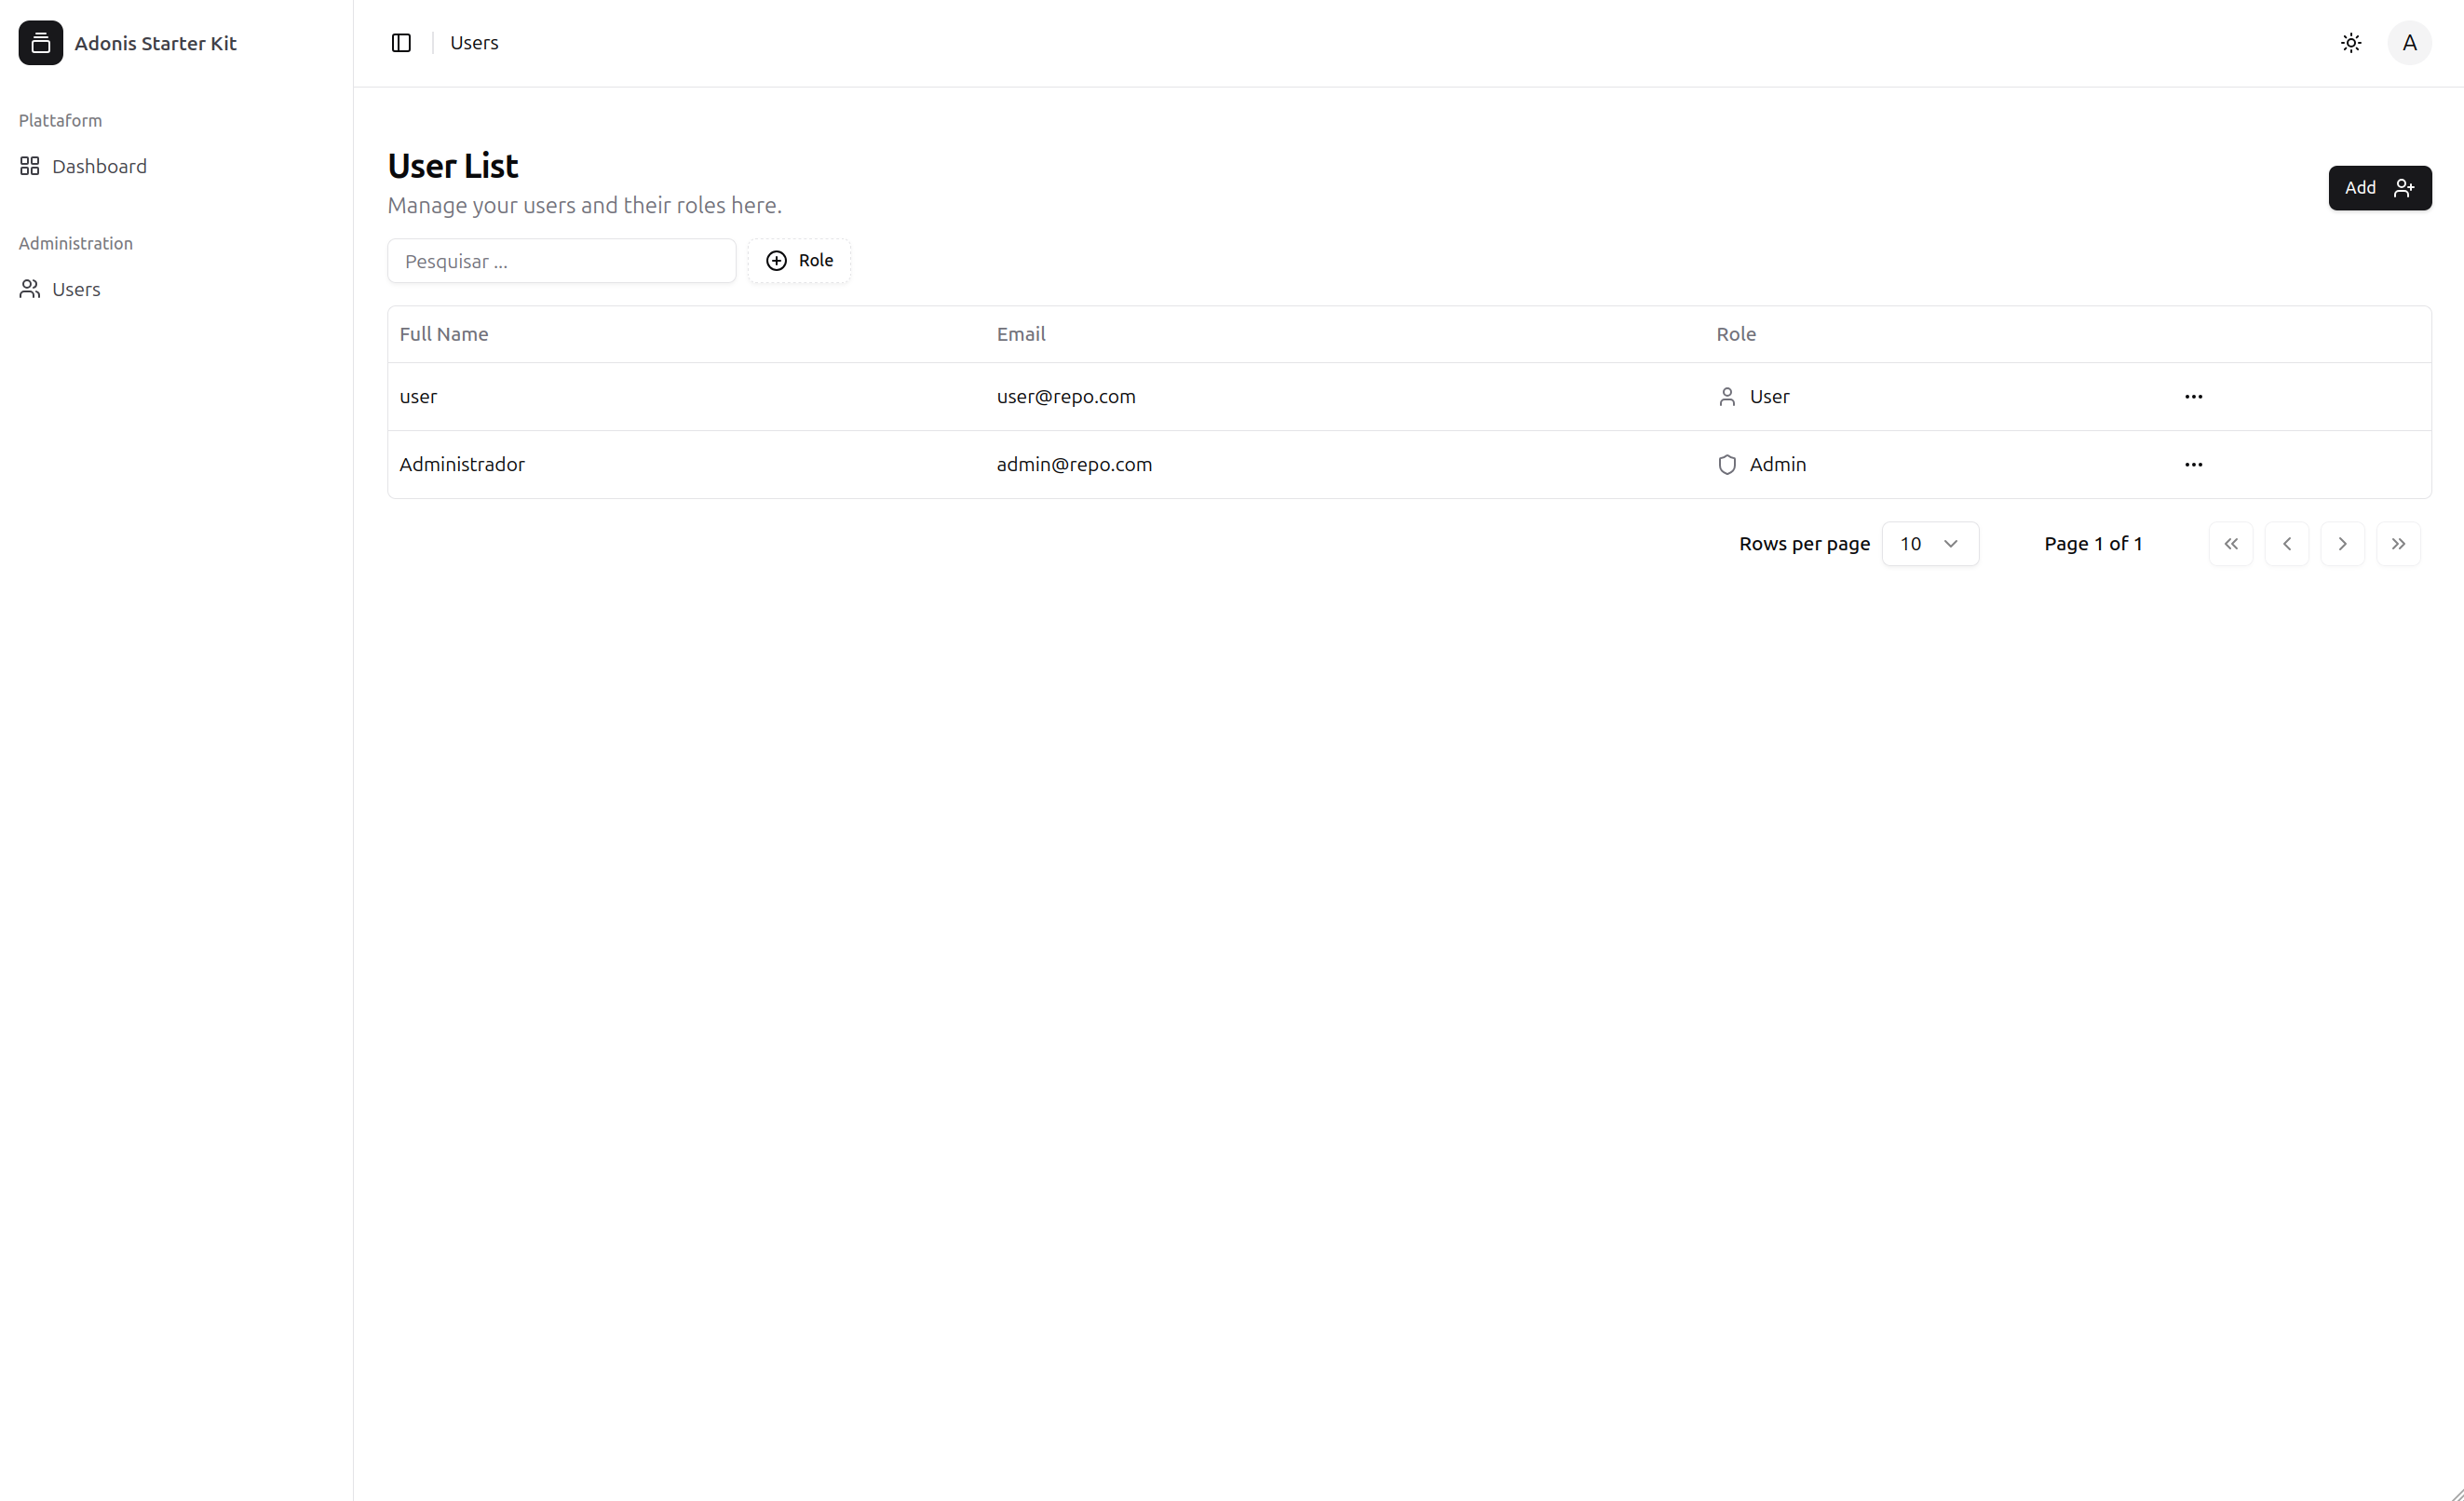 Adonis Starter Kit
Plattaform
Dashboard
Administration
Users
Users
A
User List
Manage your users and their roles here.
Add
Pesquisar ...
Role
Full Name Email Role
user user@repo.com User
Administrador admin@repo.com Admin
Rows per page 10 Page 1 of 1